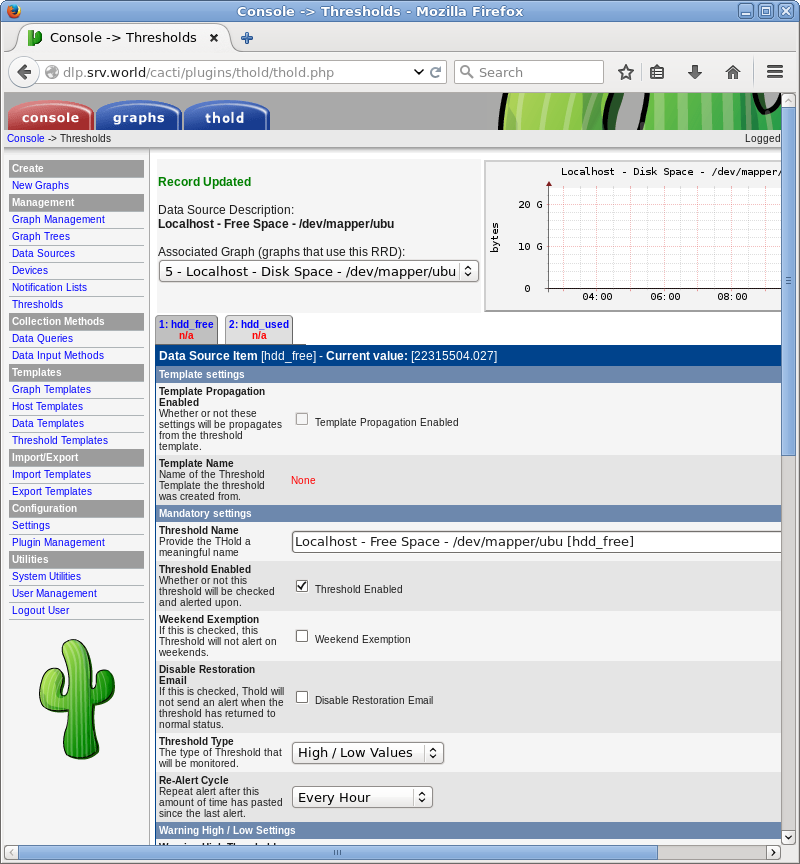 Console -> Thresholds - Mozilla Firefox
Console -> Thresholds
dlp.srv.world/cacti/plugins/thold/thold.php
Search
console
graphs
thold
Console -> Thresholds
Logged
Create
New Graphs
Management
Graph Management
Graph Trees
Data Sources
Devices
Notification Lists
Thresholds
Collection Methods
Data Queries
Data Input Methods
Templates
Graph Templates
Host Templates
Data Templates
Threshold Templates
Import/Export
Import Templates
Export Templates
Configuration
Settings
Plugin Management
Utilities
System Utilities
User Management
Logout User
Record Updated
Data Source Description:
Localhost - Free Space - /dev/mapper/ubu
Associated Graph (graphs that use this RRD):
5 - Localhost - Disk Space - /dev/mapper/ubu
Localhost - Disk Space - /dev/mapper/
bytes
20 G
10 G
0
04:00 06:00 08:00
1: hdd_free
n/a
2: hdd_used
n/a
Data Source Item [hdd_free] - Current value: [22315504.027]
Template settings
Template Propagation
Enabled
Whether or not these
settings will be propagates
from the threshold
template.
Template Propagation Enabled
Template Name
Name of the Threshold
Template the threshold
was created from.
None
Mandatory settings
Threshold Name
Provide the THold a
meaningful name
Localhost - Free Space - /dev/mapper/ubu [hdd_free]
Threshold Enabled
Whether or not this
threshold will be checked
and alerted upon.
Threshold Enabled
Weekend Exemption
If this is checked, this
Threshold will not alert on
weekends.
Weekend Exemption
Disable Restoration
Email
If this is checked, Thold will
not send an alert when the
threshold has returned to
normal status.
Disable Restoration Email
Threshold Type
The type of Threshold that
will be monitored.
High / Low Values
Re-Alert Cycle
Repeat alert after this
amount of time has pasted
since the last alert.
Every Hour
Warning High / Low Settings